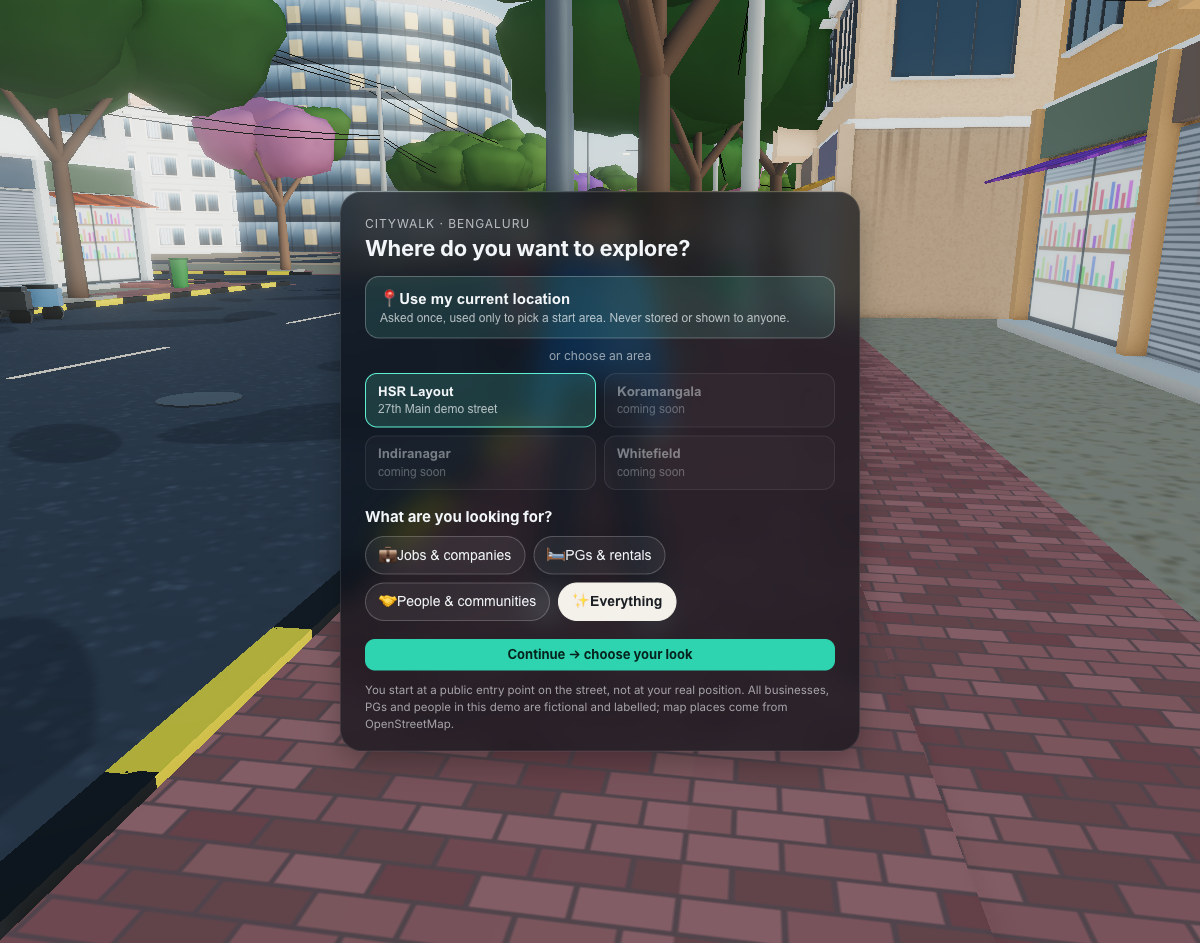 CITYWALK · BENGALURU
Where do you want to explore?
📍Use my current location
Asked once, used only to pick a start area. Never stored or shown to anyone.
or choose an area
HSR Layout
27th Main demo street
Koramangala
coming soon
Indiranagar
coming soon
Whitefield
coming soon
What are you looking for?
💼Jobs & companies
🛏️PGs & rentals
🤝People & communities
✨Everything
Continue → choose your look
You start at a public entry point on the street, not at your real position. All businesses,
PGs and people in this demo are fictional and labelled; map places come from
OpenStreetMap.